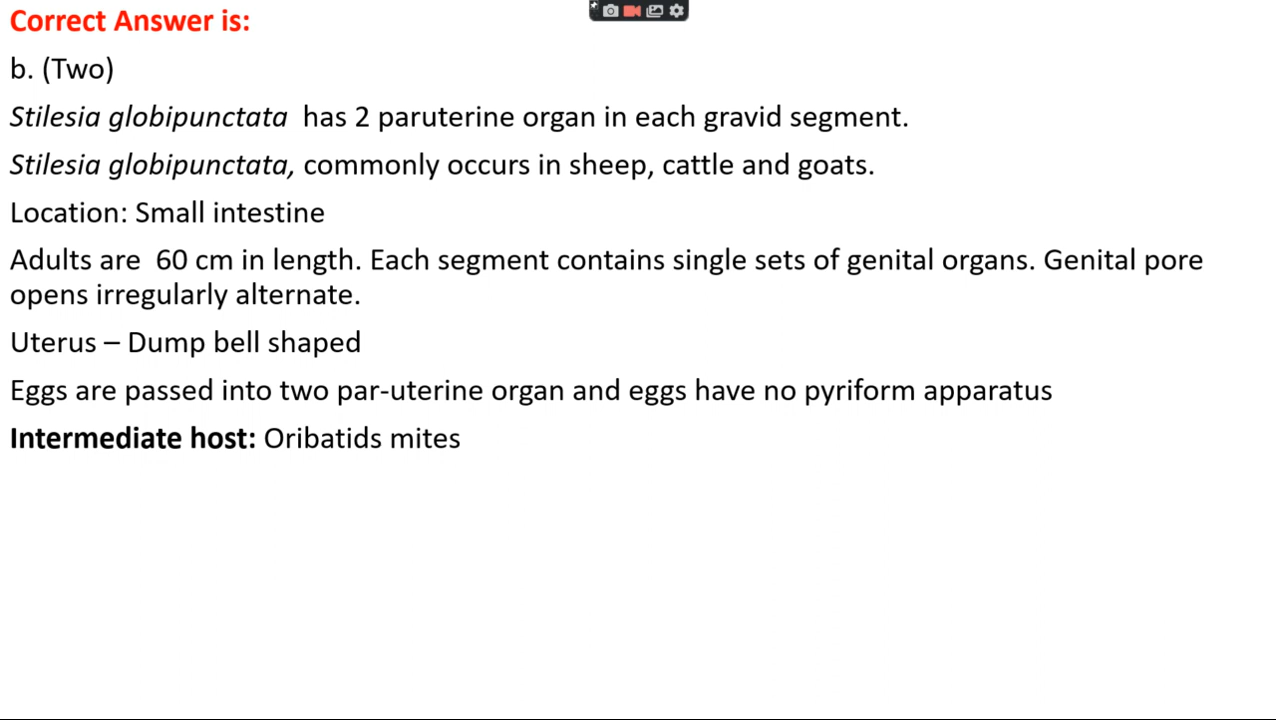 Correct Answer is:
b. (Two)
Stilesia globipunctata has 2 paruterine organ in each gravid segment.
Stilesia globipunctata, commonly occurs in sheep, cattle and goats.
Location: Small intestine
Adults are 60 cm in length. Each segment contains single sets of genital organs. Genital pore
opens irregularly alternate.
Uterus – Dump bell shaped
Eggs are passed into two par-uterine organ and eggs have no pyriform apparatus
Intermediate host: Oribatids mites